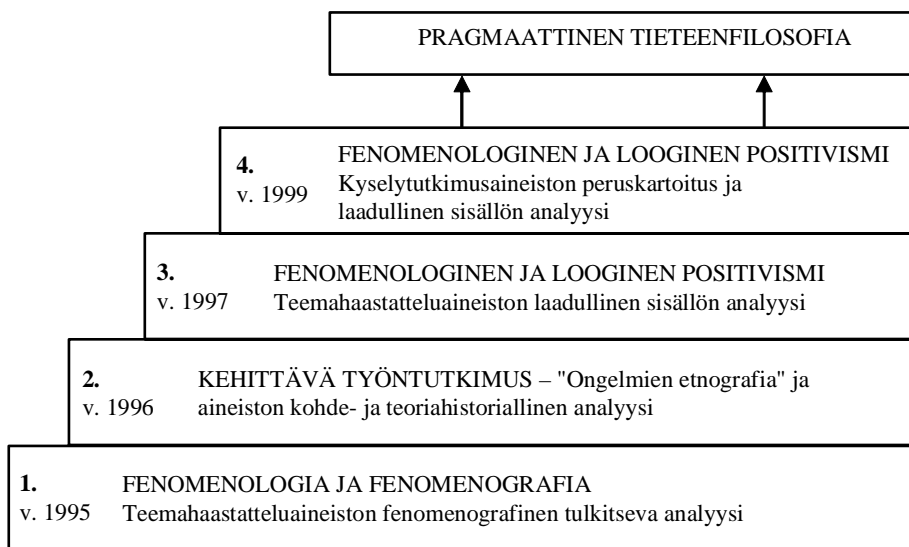 PRAGMAATTINEN TIETEENFILOSOFIA
4. FENOMENOLOGINEN JA LOOGINEN POSITIVISMI
v. 1999 Kyselytutkimusaineiston peruskartoitus ja
laadullinen sisällön analyysi
3. FENOMENOLOGINEN JA LOOGINEN POSITIVISMI
v. 1997 Teemahaastatteluaineiston laadullinen sisällön analyysi
2. KEHITTÄVÄ TYÖNTUTKIMUS – "Ongelmien etnografia" ja
v. 1996 aineiston kohde- ja teoriahistoriallinen analyysi
1. FENOMENOLOGIA JA FENOMENOGRAFIA
v. 1995 Teemahaastatteluaineiston fenomenografinen tulkitseva analyysi